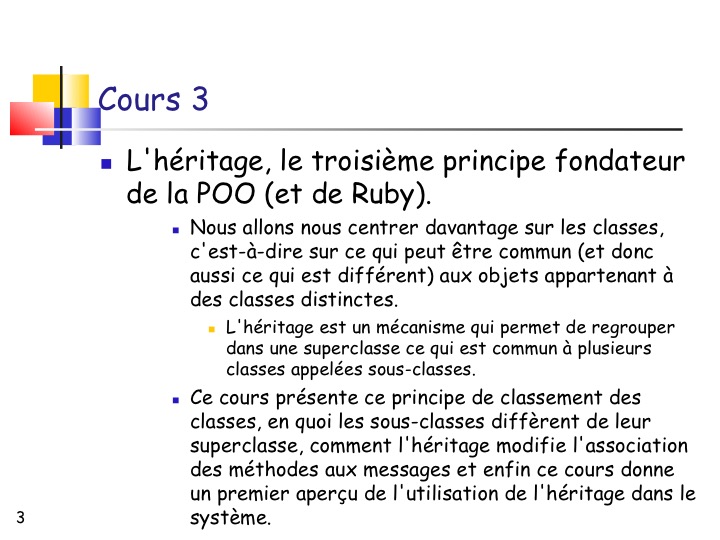 Cours 3
L'héritage, le troisième principe fondateur
de la POO (et de Ruby).
Nous allons nous centrer davantage sur les classes,
c'est-à-dire sur ce qui peut être commun (et donc
aussi ce qui est différent) aux objets appartenant à
des classes distinctes.
L'héritage est un mécanisme qui permet de regrouper
dans une superclasse ce qui est commun à plusieurs
classes appelées sous-classes.
Ce cours présente ce principe de classement des
classes, en quoi les sous-classes diffèrent de leur
superclasse, comment l'héritage modifie l'association
des méthodes aux messages et enfin ce cours donne
un premier aperçu de l'utilisation de l'héritage dans le
système.
3